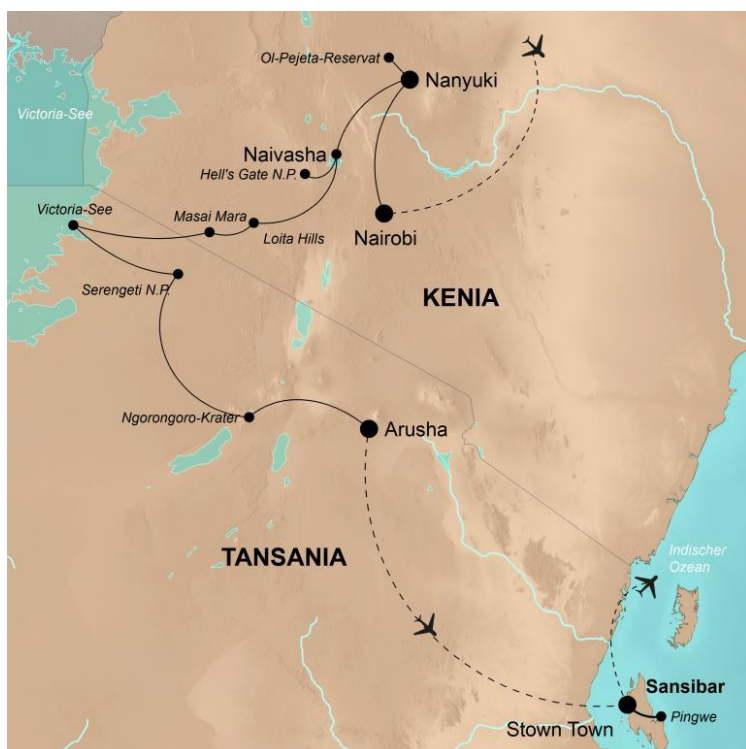 Ol-Pejeta-Reservat
Nanyuki
Victoria-See
Naivasha
Hell's Gate N.P.
Victoria-See
Masai Mara
Loita Hills
Nairobi
Serengeti N.P.
KENIA
Ngorongoro-Krater
Arusha
TANSANIA
Indischer
Ozean
Sansibar
Stown Town
Pingwe